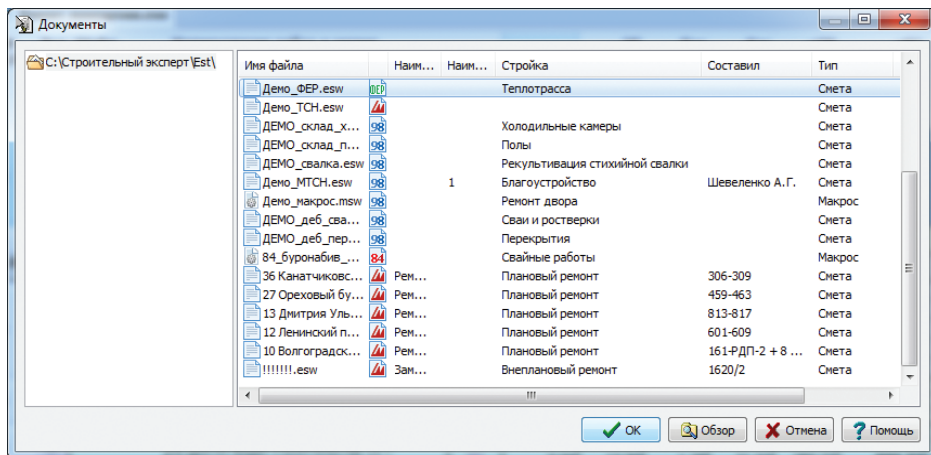 Документы
C:\Строительный эксперт\Est\
Имя файла Наим... Наим... Стройка Составил Тип
Демо_ФЕР.esw ФЕР Теплотрасса Смета
Демо_ТСН.esw Смета
ДЕМО_склад_х... 98 Холодильные камеры Смета
ДЕМО_склад_п... 98 Полы Смета
ДЕМО_свалка.esw 98 Рекультивация стихийной свалки Смета
Демо_МТСН.esw 98 1 Благоустройство Шевеленко А.Г. Смета
Демо_макрос.msw 98 Ремонт двора Макрос
ДЕМО_деб_сва... 98 Сваи и ростверки Смета
ДЕМО_деб_пер... 98 Перекрытия Смета
84_буронабив_... 84 Свайные работы Макрос
36 Канатчиковс... Рем... Плановый ремонт 306-309 Смета
27 Ореховый бу... Рем... Плановый ремонт 459-463 Смета
13 Дмитрия Уль... Рем... Плановый ремонт 813-817 Смета
12 Ленинский п... Рем... Плановый ремонт 601-609 Смета
10 Волгоградск... Рем... Плановый ремонт 161-РДП-2 + 8 ... Смета
!!!!!!!.esw Зам... Внеплановый ремонт 1620/2 Смета
OK Обзор Отмена Помощь